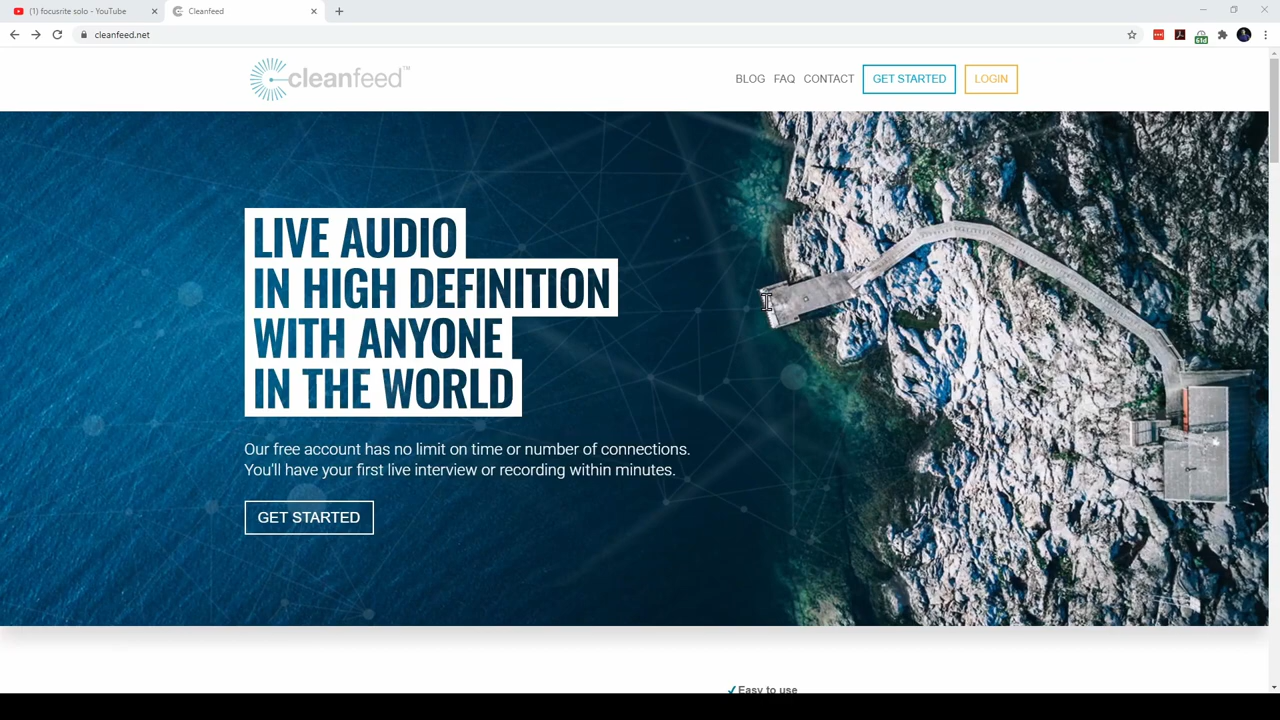 (1) focusrite solo - YouTube
Cleanfeed
cleanfeed.net
61d
cleanfeed™
BLOG FAQ CONTACT GET STARTED LOGIN
LIVE AUDIO
IN HIGH DEFINITION
WITH ANYONE
IN THE WORLD
Our free account has no limit on time or number of connections.
You'll have your first live interview or recording within minutes.
GET STARTED
✓Easy to use